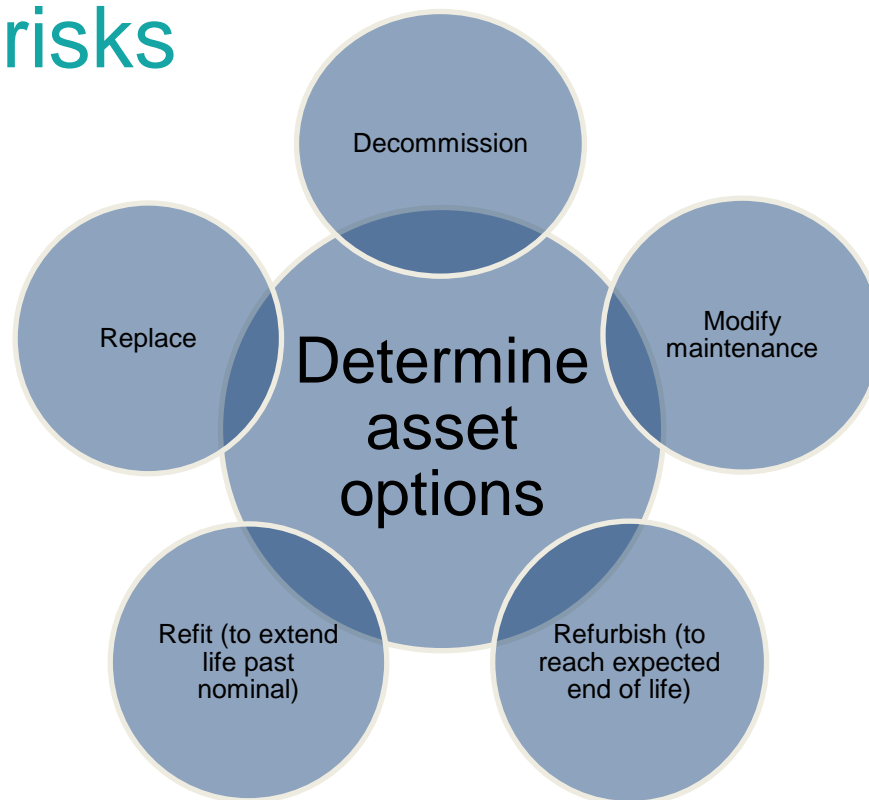 risks
Decommission
Modify
maintenance
Replace
Determine
asset
options
Refit (to extend
life past
nominal)
Refurbish (to
reach expected
end of life)